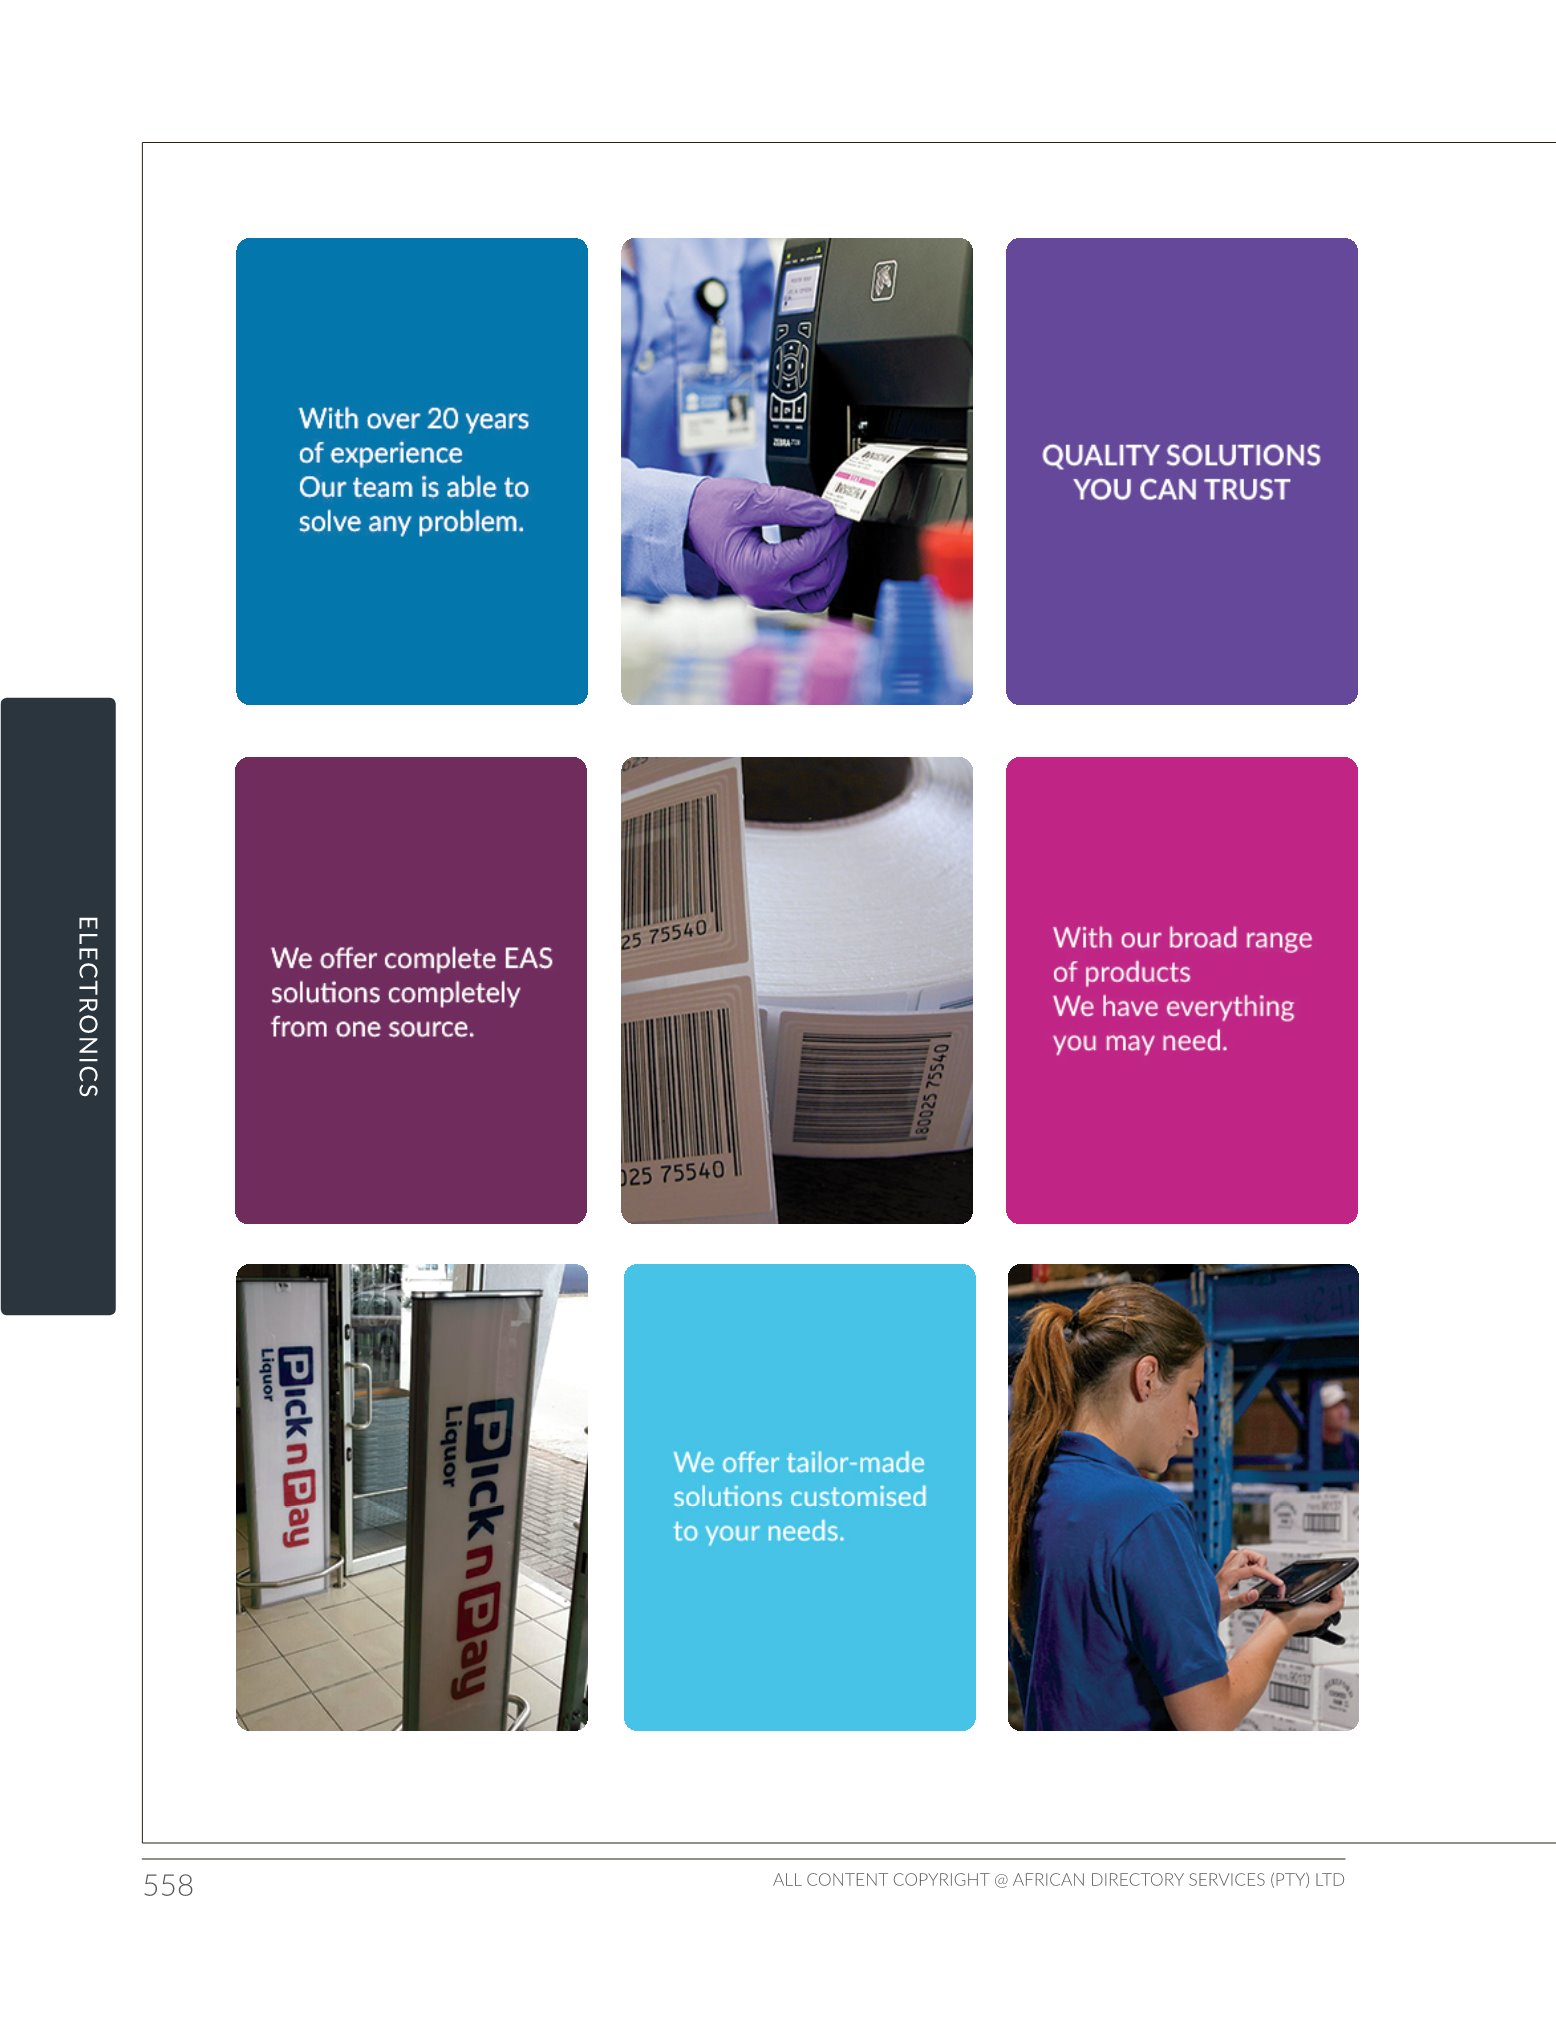 With over 20 years
of experience
Our team is able to
solve any problem.
ZEBRA
QUALITY SOLUTIONS
YOU CAN TRUST
ELECTRONICS
We offer complete EAS
solutions completely
from one source.
25 75540
025 75540
80025 75540
With our broad range
of products
We have everything
you may need.
Pick n Pay
Liquor
Pick n Pay
Liquor
We offer tailor-made
solutions customised
to your needs.
558
ALL CONTENT COPYRIGHT @ AFRICAN DIRECTORY SERVICES (PTY) LTD